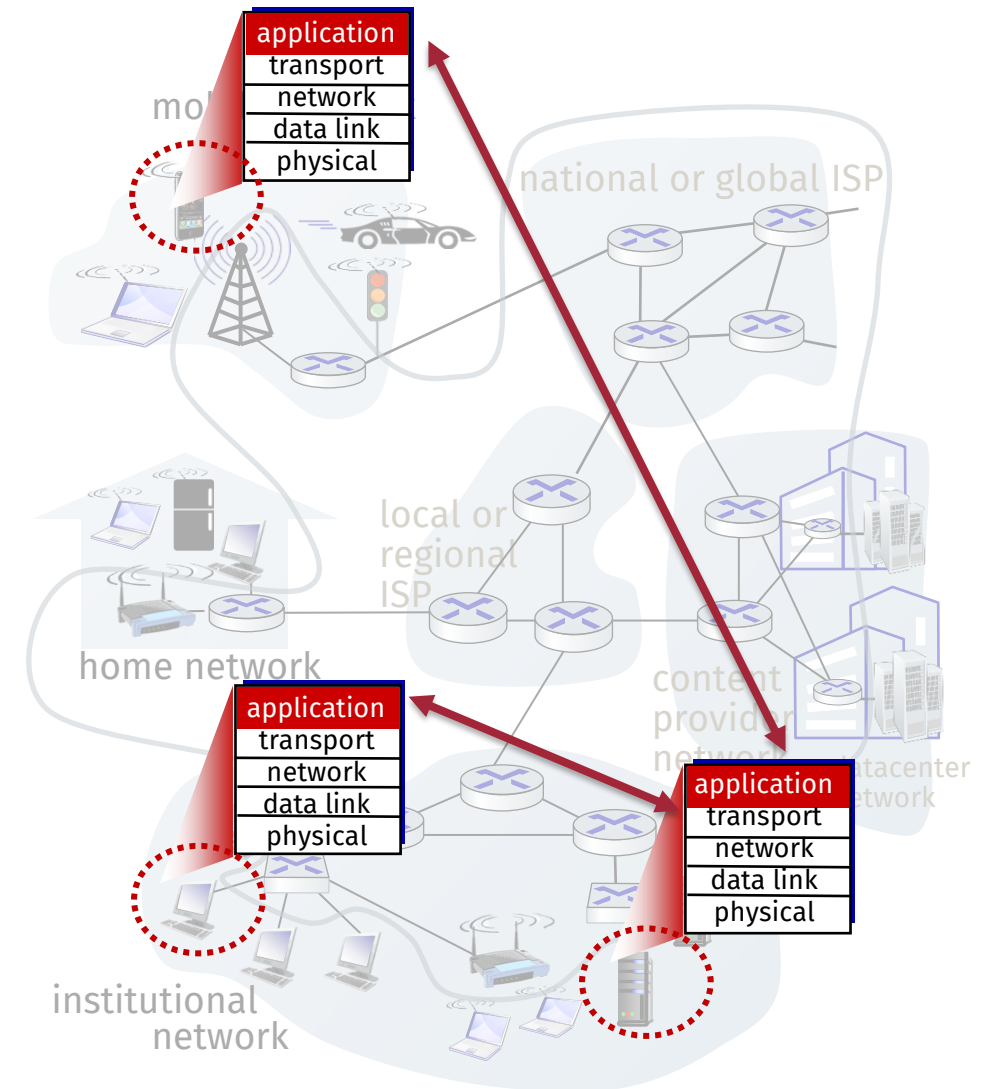 application
transport
network
data link
physical
national or global ISP
local or
regional
ISP
home network
content
provider
network
application
transport
network
data link
physical
application
transport
network
data link
physical
institutional
network